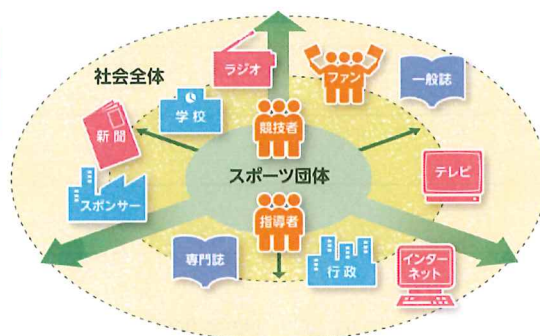 ラジオ
ファン
社会全体
一般誌
学校
新聞
競技者
スポーツ団体
テレビ
スポンサー
指導者
専門誌
行政
インター
ネット